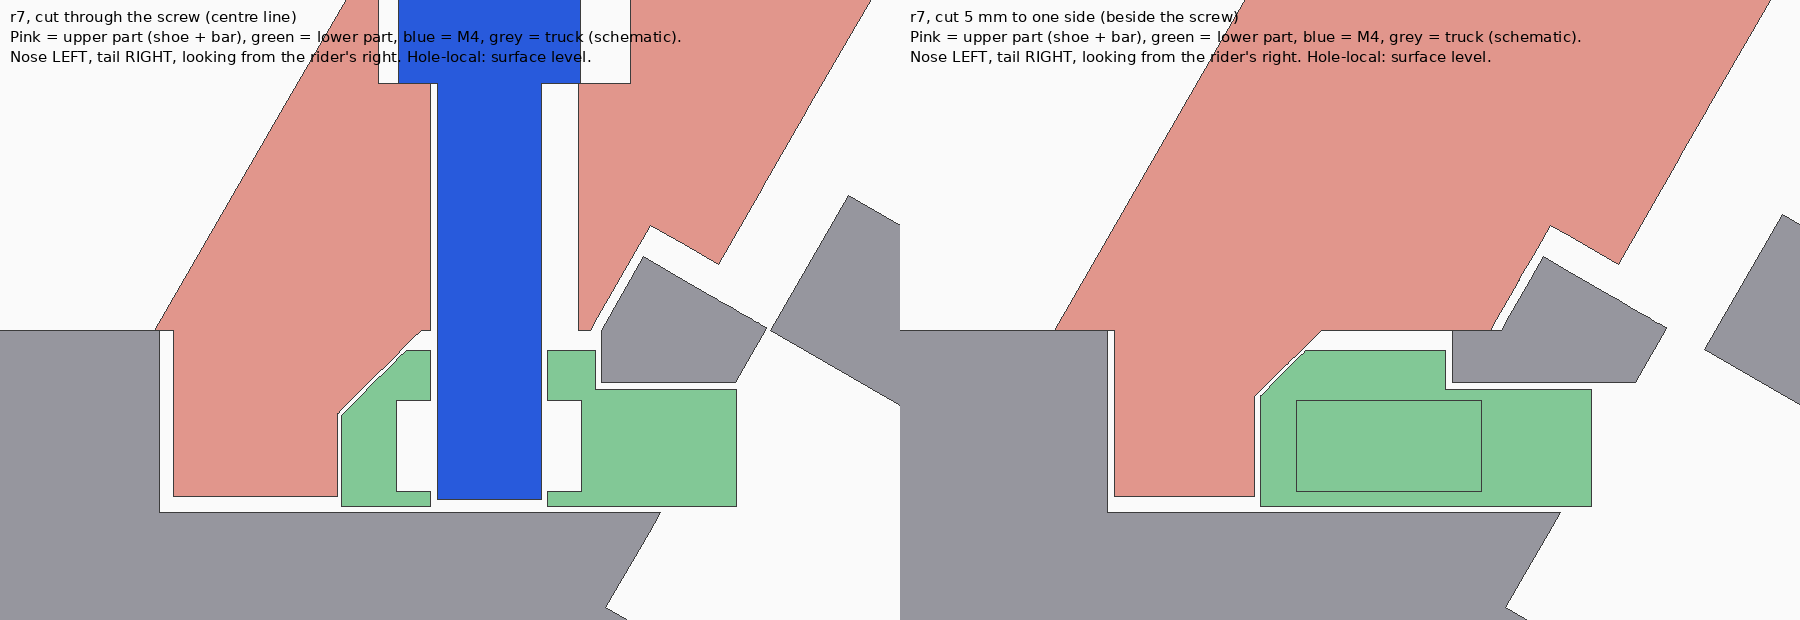 r7, cut through the screw (centre line)
Pink = upper part (shoe + bar), green = lower part, blue = M4, grey = truck (schematic).
Nose LEFT, tail RIGHT, looking from the rider's right. Hole-local: surface level.
r7, cut 5 mm to one side (beside the screw)
Pink = upper part (shoe + bar), green = lower part, blue = M4, grey = truck (schematic).
Nose LEFT, tail RIGHT, looking from the rider's right. Hole-local: surface level.